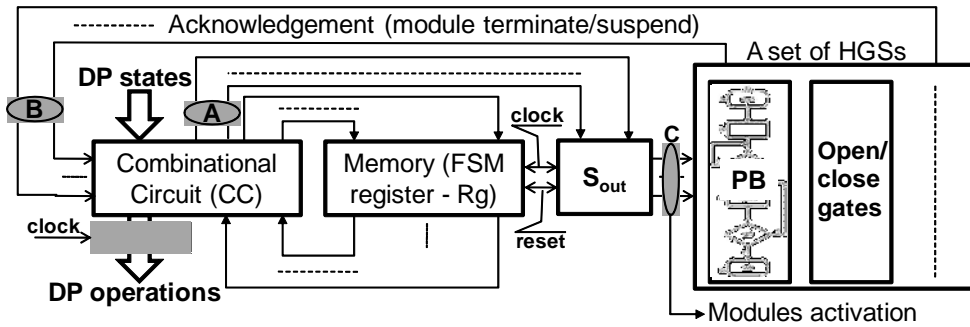 Acknowledgement (module terminate/suspend)
A set of HGSs
DP states
B
A
clock
C
Combinational
Circuit (CC)
Memory (FSM
register - Rg)
Sout
PB
Open/
close
gates
clock
reset
DP operations
Modules activation